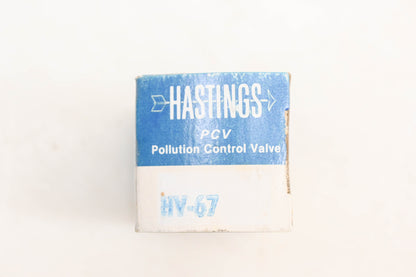 HASTINGS
PCV
Pollution Control Valve
HV-67